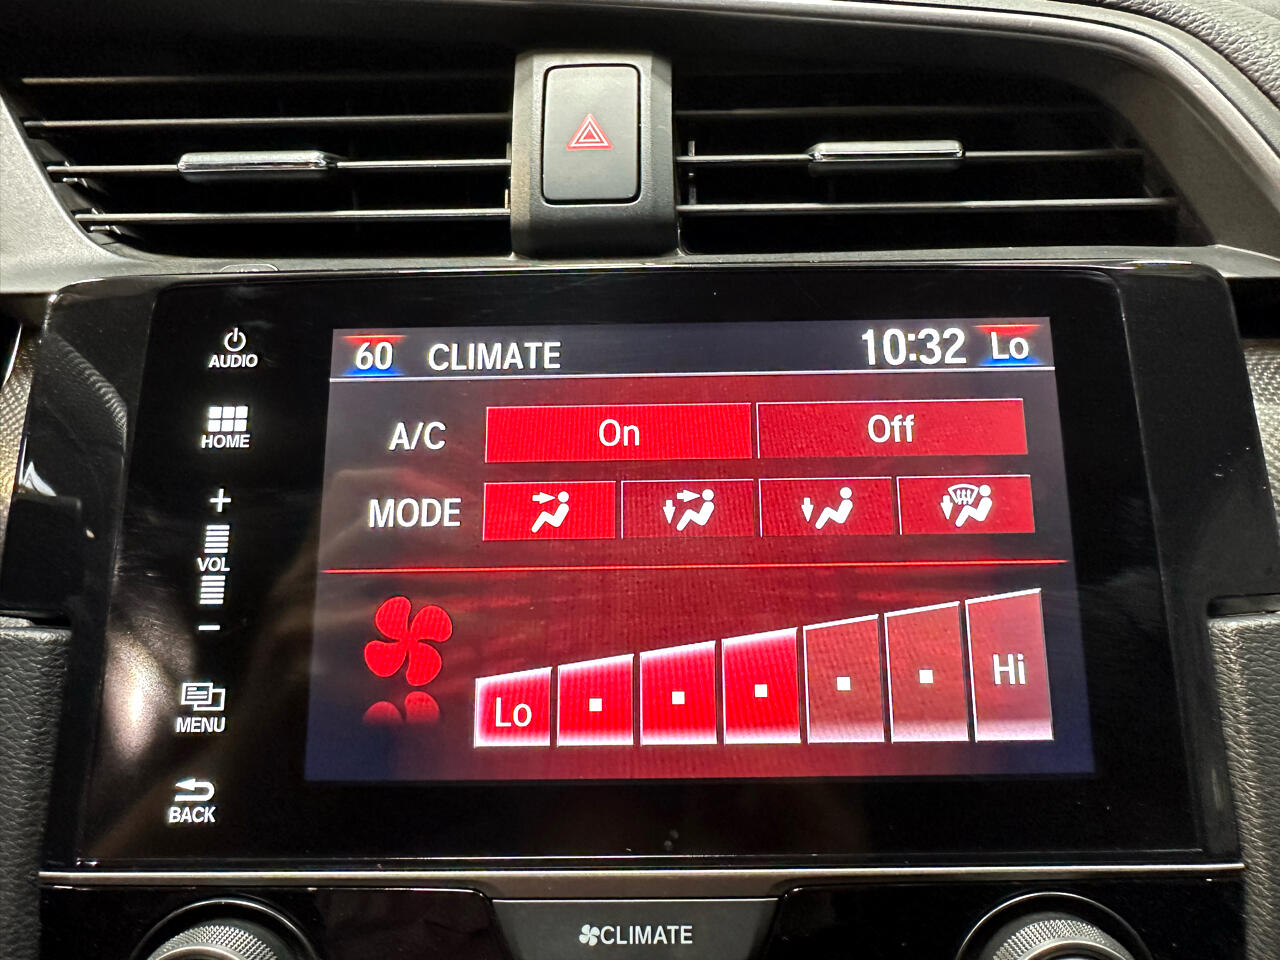 AUDIO
HOME
+
VOL
−
MENU
BACK
60 CLIMATE 10:32 Lo
A/C On Off
MODE
Lo Hi
CLIMATE